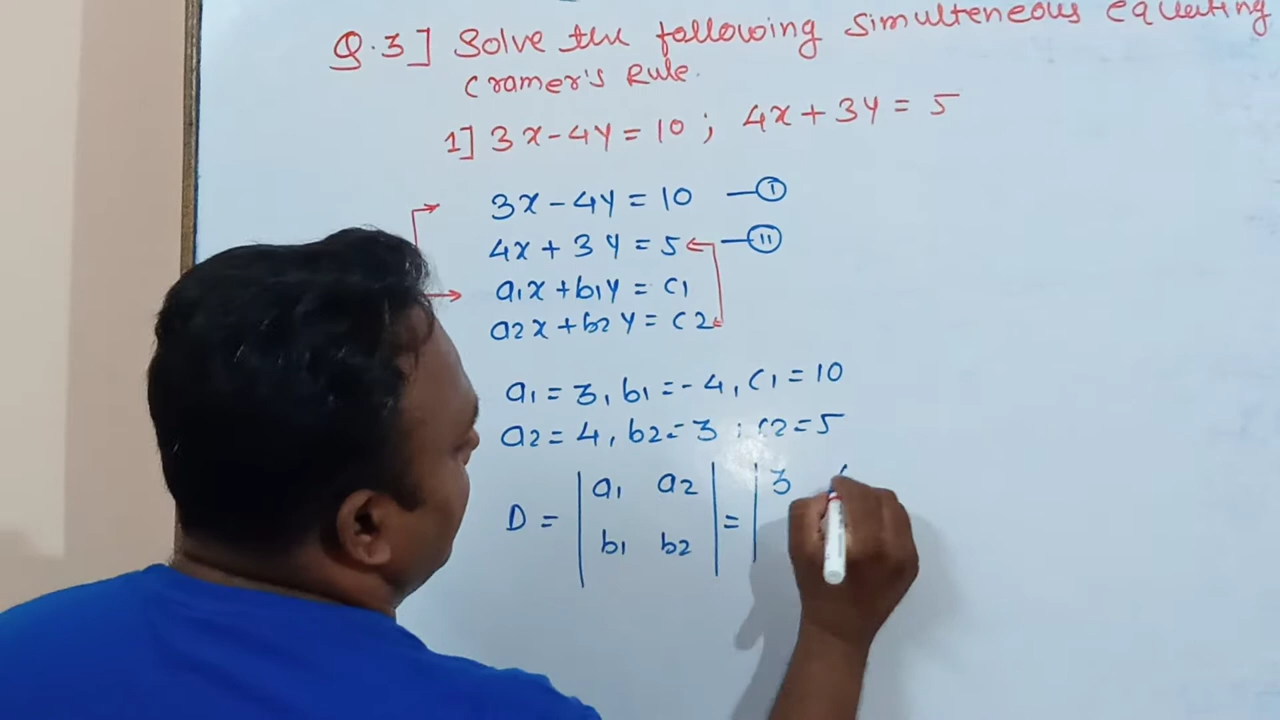 Q.3] Solve the following simulteneous equating
Cramer's Rule.
1] 3x-4y = 10 ; 4x+3y = 5
3x-4y = 10 —Ⓘ
4x+3y = 5 —⑪
a1x+b1y = c1
a2x+b2y = c2
a1 = 3, b1 = -4, c1 = 10
a2 = 4, b2 = 3 ; c2 = 5
D = | a1 a2 | = | 3
b1 b2